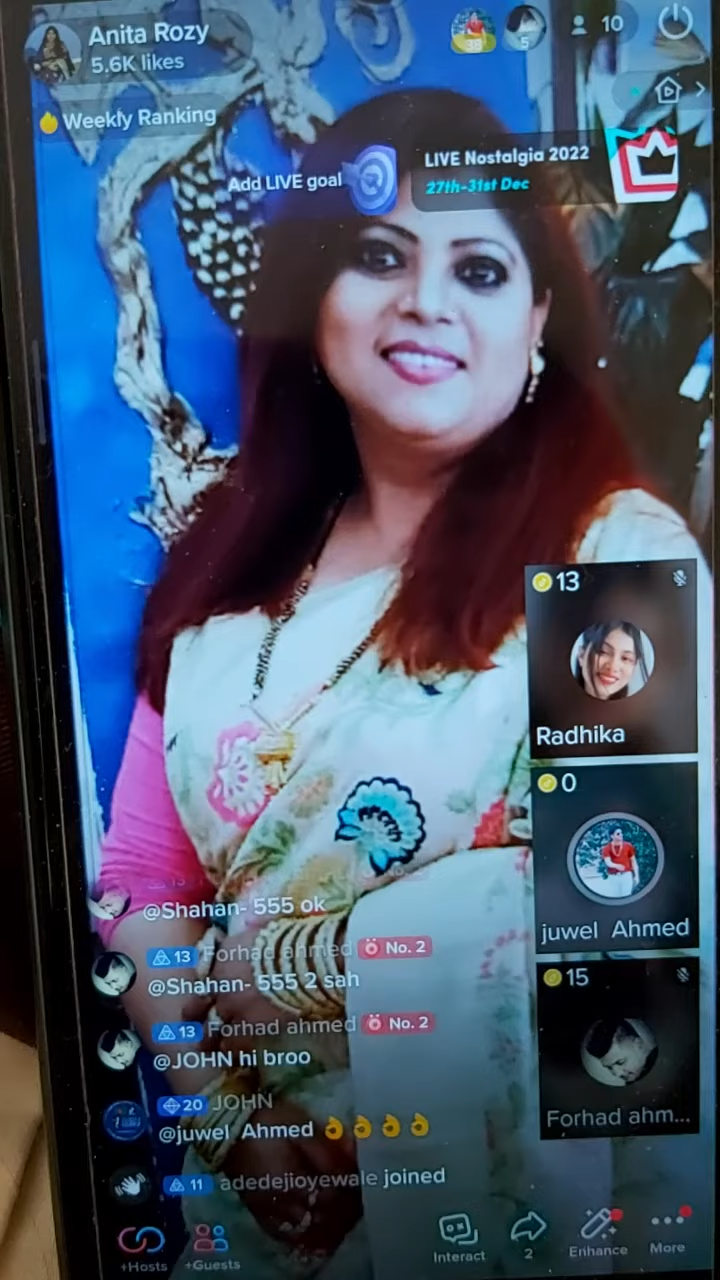 Anita Rozy
5.6K likes
38
5
10
Weekly Ranking
Add LIVE goal
LIVE Nostalgia 2022
27th-31st Dec
13
Radhika
0
juwel Ahmed
15
Forhad ahm...
@Shahan- 555 ok
13 Forhad ahmed No. 2
@Shahan- 555 2 sah
13 Forhad ahmed No. 2
@JOHN hi broo
20 JOHN
@juwel Ahmed 👌👌👌👌
11 adedejioyewale joined
+Hosts
+Guests
Interact
2
Enhance
More